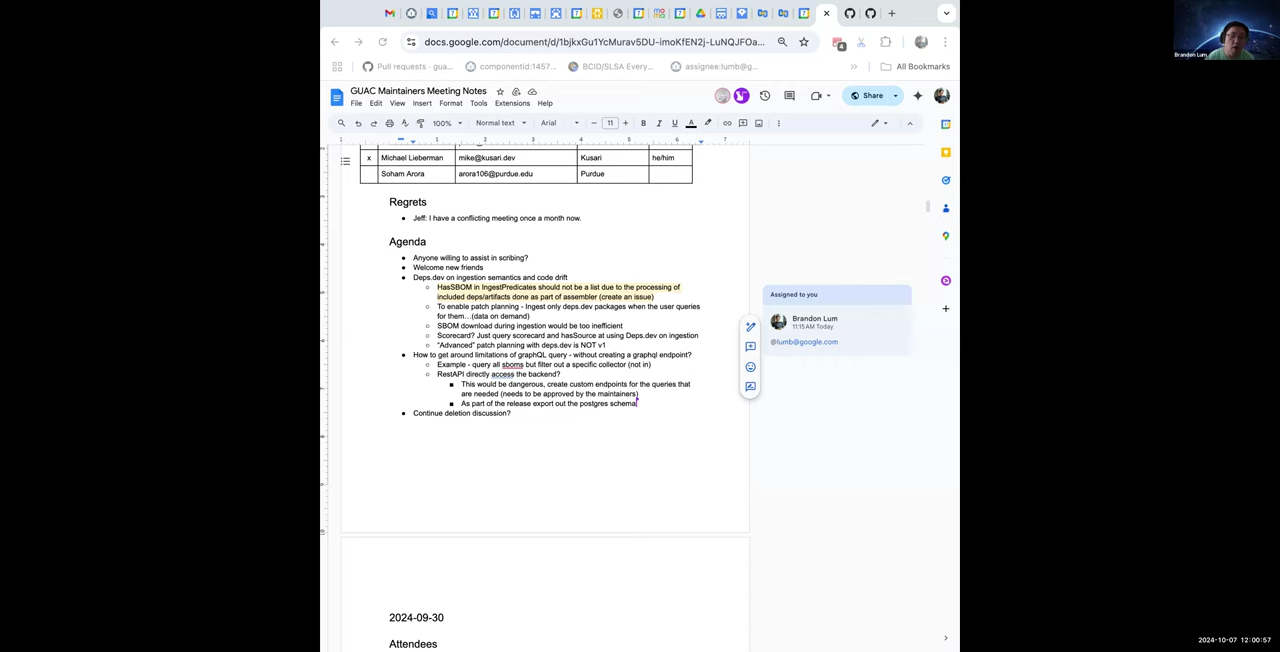 docs.google.com/document/d/1bjkxGu1YcMurav5DU-imoKfEN2j-LuNQJFOa...
4
Pull requests · gua...
componentid:1457...
BCID/SLSA Every...
assignee:lumb@g...
All Bookmarks
GUAC Maintainers Meeting Notes
File Edit View Insert Format Tools Extensions Help
Share
100% Normal text Arial 11
x Michael Lieberman mike@kusari.dev Kusari he/him
Soham Arora arora106@purdue.edu Purdue
Regrets
Jeff: I have a conflicting meeting once a month now.
Agenda
Anyone willing to assist in scribing?
Welcome new friends
Deps.dev on ingestion semantics and code drift
HasSBOM in IngestPredicates should not be a list due to the processing of
included deps/artifacts done as part of assembler (create an issue)
To enable patch planning - Ingest only deps.dev packages when the user queries
for them…(data on demand)
SBOM download during ingestion would be too inefficient
Scorecard? Just query scorecard and hasSource at using Deps.dev on ingestion
"Advanced" patch planning with deps.dev is NOT v1
How to get around limitations of graphQL query - without creating a graphql endpoint?
Example - query all sboms but filter out a specific collector (not in)
RestAPI directly access the backend?
This would be dangerous, create custom endpoints for the queries that
are needed (needs to be approved by the maintainers)
As part of the release export out the postgres schema
Continue deletion discussion?
2024-09-30
Attendees
Assigned to you
Brandon Lum
11:15 AM Today
@lumb@google.com
Brandon Lum
2024-10-07 12:00:57